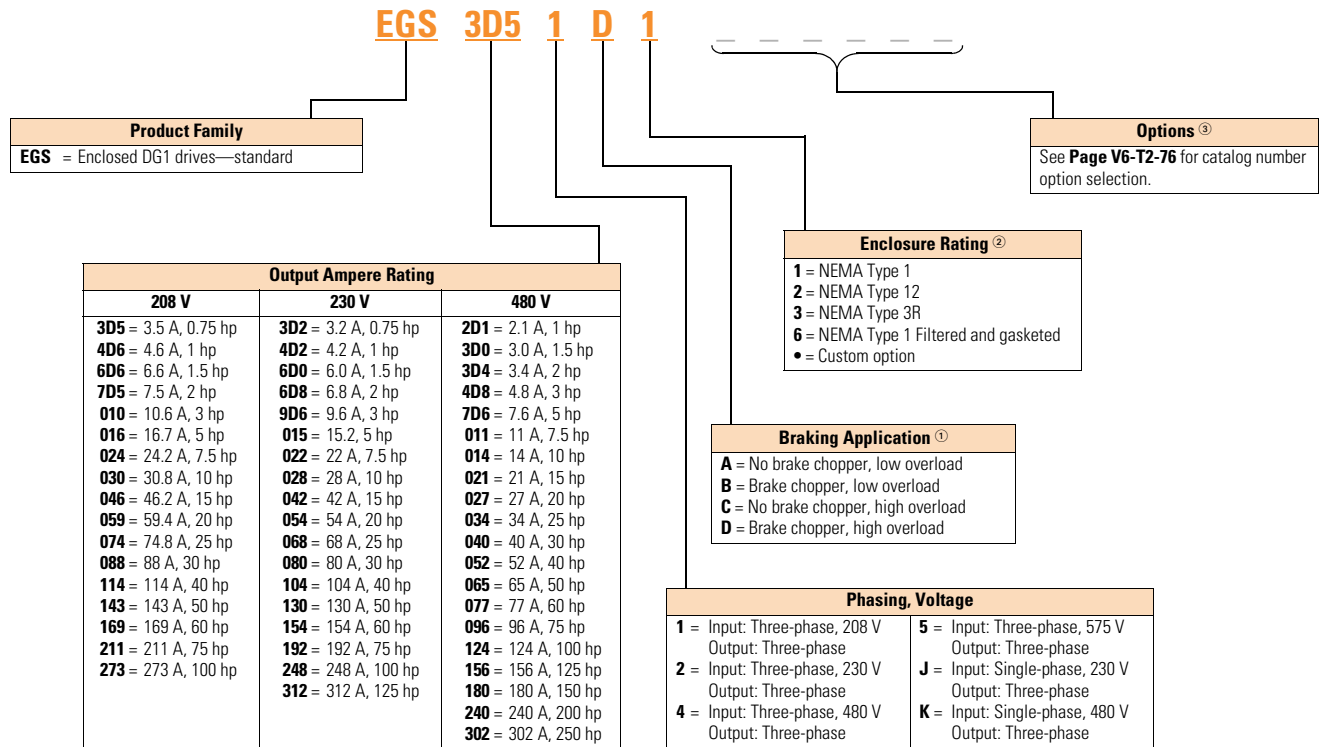 EGS 3D5 1 D 1 _ _ _ _ _ _
Product Family
EGS = Enclosed DG1 drives—standard
Options ③
See Page V6-T2-76 for catalog number
option selection.
Enclosure Rating ②
1 = NEMA Type 1
2 = NEMA Type 12
3 = NEMA Type 3R
6 = NEMA Type 1 Filtered and gasketed
• = Custom option
Output Ampere Rating
208 V 230 V 480 V
3D5 = 3.5 A, 0.75 hp 3D2 = 3.2 A, 0.75 hp 2D1 = 2.1 A, 1 hp
4D6 = 4.6 A, 1 hp 4D2 = 4.2 A, 1 hp 3D0 = 3.0 A, 1.5 hp
6D6 = 6.6 A, 1.5 hp 6D0 = 6.0 A, 1.5 hp 3D4 = 3.4 A, 2 hp
7D5 = 7.5 A, 2 hp 6D8 = 6.8 A, 2 hp 4D8 = 4.8 A, 3 hp
010 = 10.6 A, 3 hp 9D6 = 9.6 A, 3 hp 7D6 = 7.6 A, 5 hp
016 = 16.7 A, 5 hp 015 = 15.2, 5 hp 011 = 11 A, 7.5 hp
024 = 24.2 A, 7.5 hp 022 = 22 A, 7.5 hp 014 = 14 A, 10 hp
030 = 30.8 A, 10 hp 028 = 28 A, 10 hp 021 = 21 A, 15 hp
046 = 46.2 A, 15 hp 042 = 42 A, 15 hp 027 = 27 A, 20 hp
059 = 59.4 A, 20 hp 054 = 54 A, 20 hp 034 = 34 A, 25 hp
074 = 74.8 A, 25 hp 068 = 68 A, 25 hp 040 = 40 A, 30 hp
088 = 88 A, 30 hp 080 = 80 A, 30 hp 052 = 52 A, 40 hp
114 = 114 A, 40 hp 104 = 104 A, 40 hp 065 = 65 A, 50 hp
143 = 143 A, 50 hp 130 = 130 A, 50 hp 077 = 77 A, 60 hp
169 = 169 A, 60 hp 154 = 154 A, 60 hp 096 = 96 A, 75 hp
211 = 211 A, 75 hp 192 = 192 A, 75 hp 124 = 124 A, 100 hp
273 = 273 A, 100 hp 248 = 248 A, 100 hp 156 = 156 A, 125 hp
312 = 312 A, 125 hp 180 = 180 A, 150 hp
240 = 240 A, 200 hp
302 = 302 A, 250 hp
Braking Application ①
A = No brake chopper, low overload
B = Brake chopper, low overload
C = No brake chopper, high overload
D = Brake chopper, high overload
Phasing, Voltage
1 = Input: Three-phase, 208 V 5 = Input: Three-phase, 575 V
Output: Three-phase Output: Three-phase
2 = Input: Three-phase, 230 V J = Input: Single-phase, 230 V
Output: Three-phase Output: Three-phase
4 = Input: Three-phase, 480 V K = Input: Single-phase, 480 V
Output: Three-phase Output: Three-phase